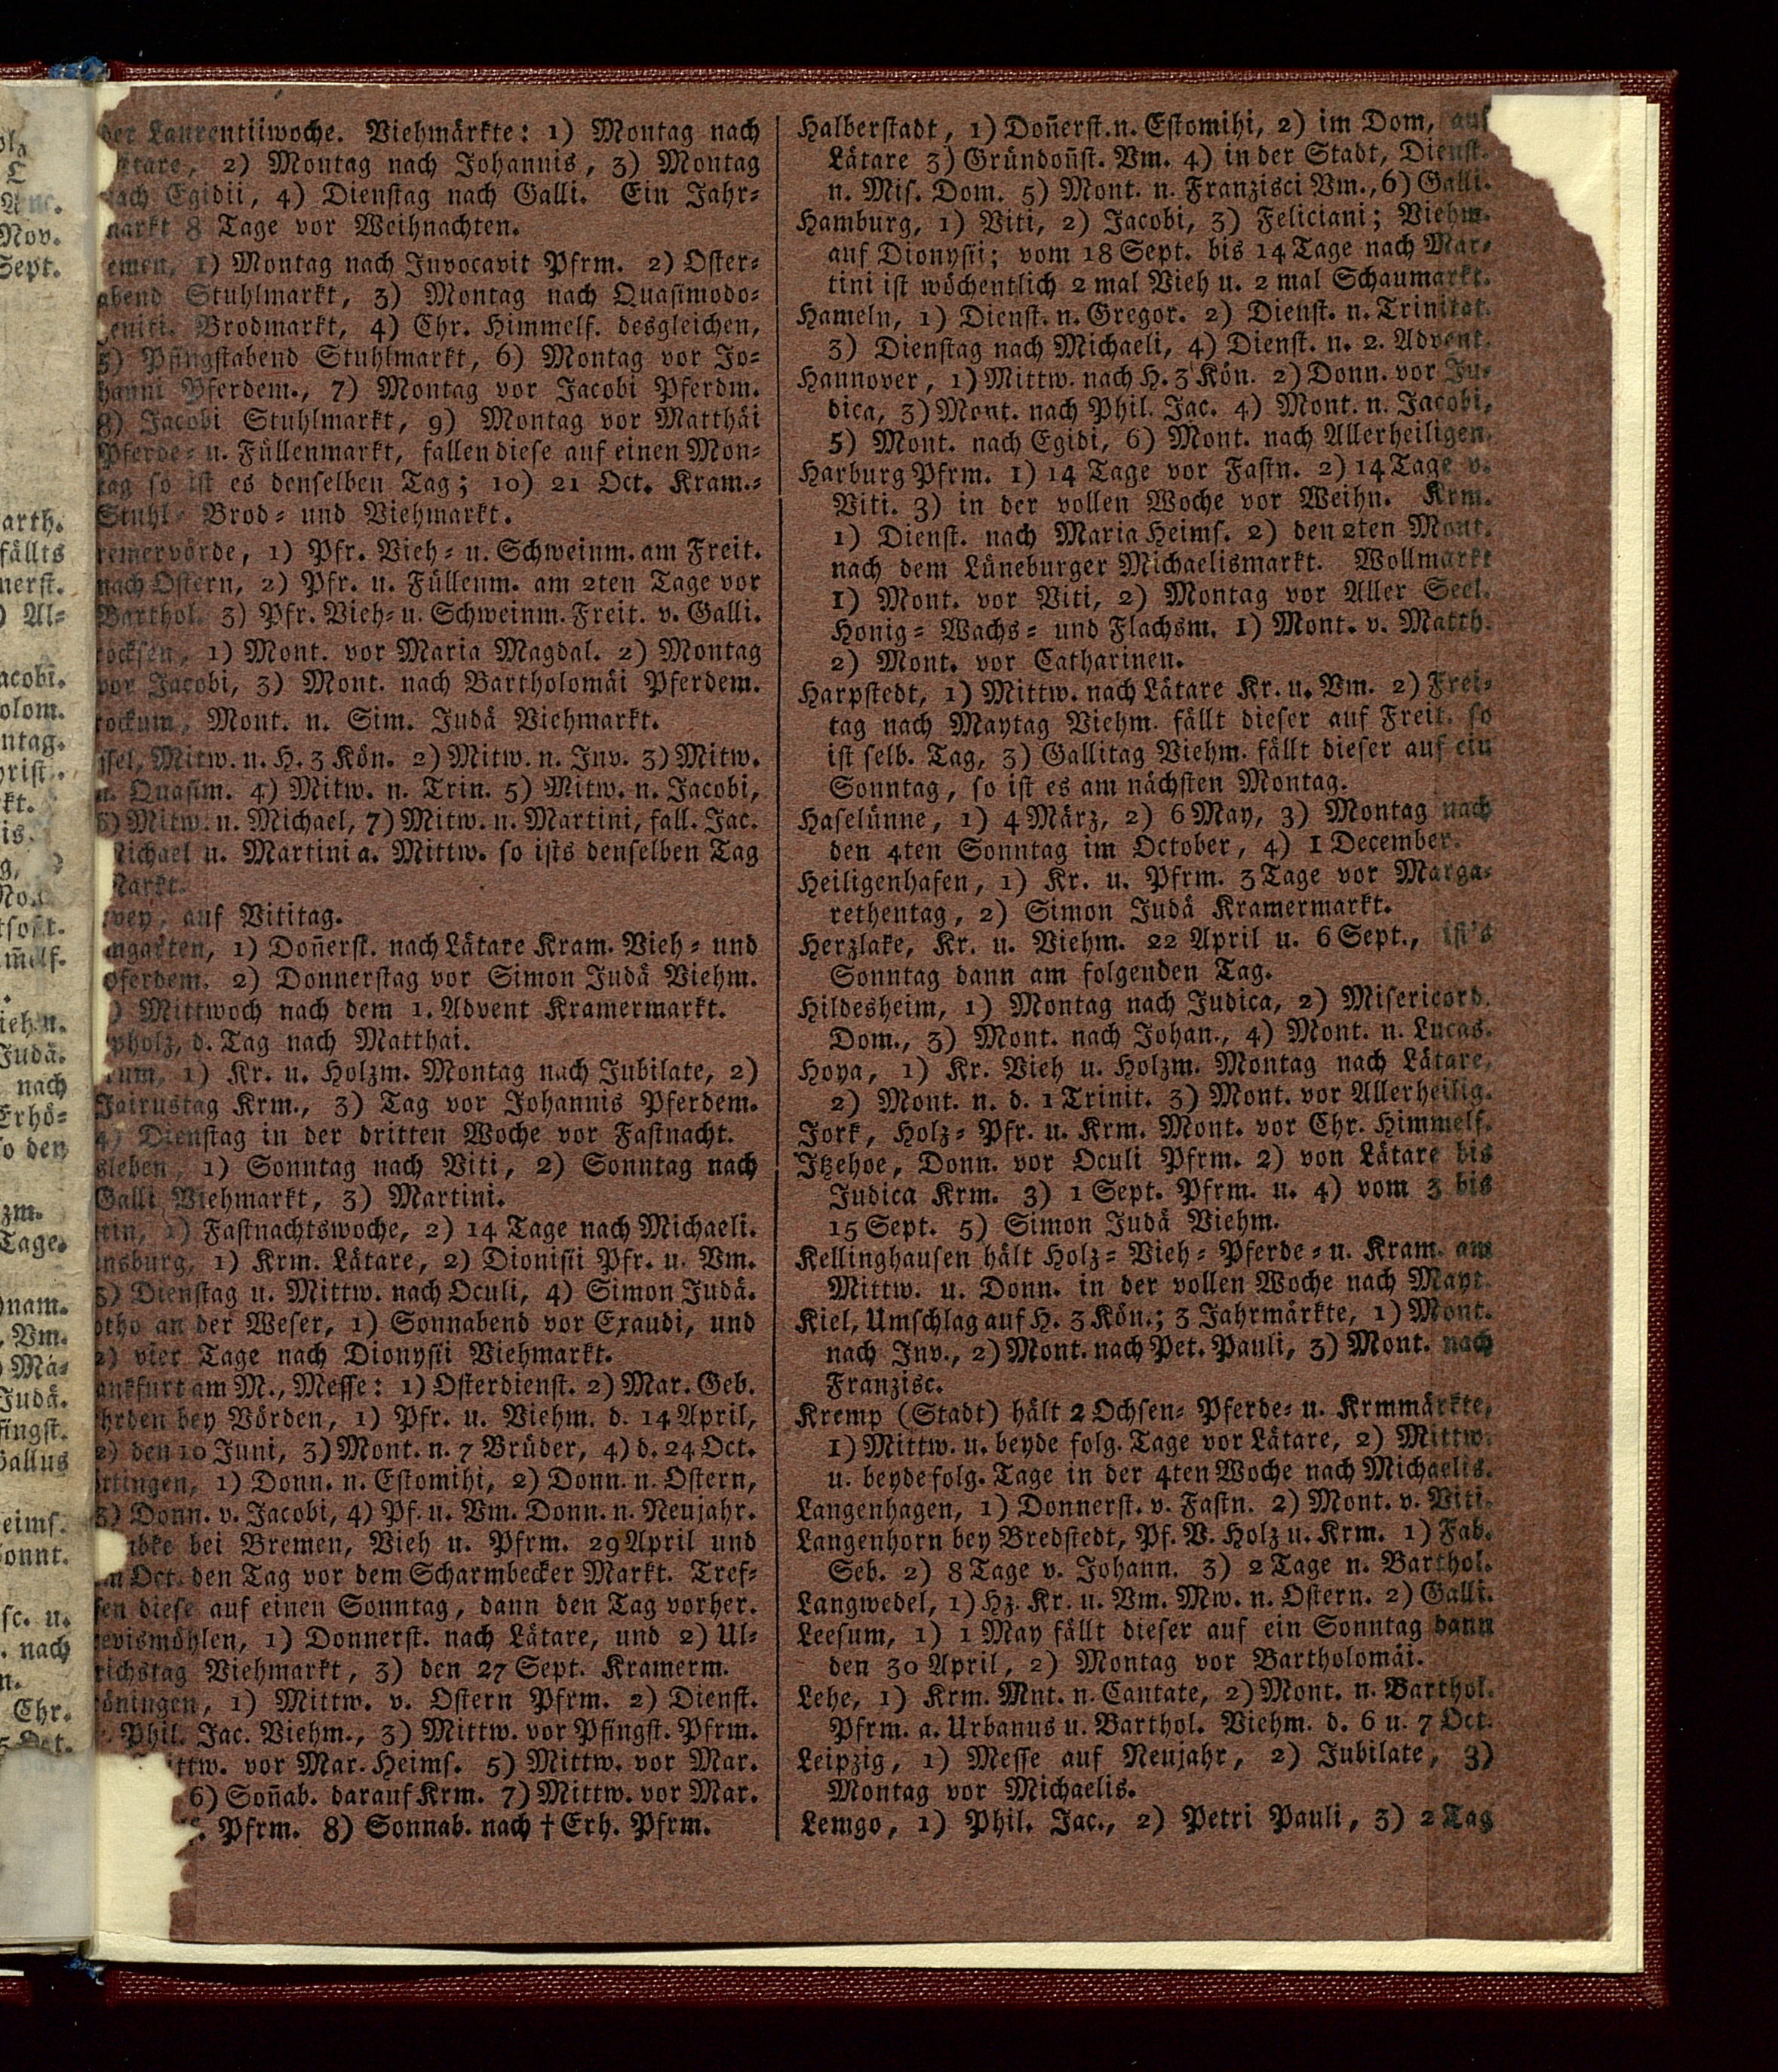 der Laurentiiwoche. Viehmärkte: 1) Montag nach
2) Montag nach Johannis, 3) Montag
nach Egidii, 4) Dienstag nach Galli. Ein Jahr⸗
markt 8 Tage vor Weihnachten.
1) Montag nach Invocavit Pfrm. 2) Oster⸗
abend Stuhlmarkt, 3) Montag nach Quasimodo⸗
Brodmarkt, 4) Chr. Himmelf. desgleichen,
5) Pfingstabend Stuhlmarkt, 6) Montag vor Jo⸗
hanni Pferdem., 7) Montag vor Jacobi Pferdm.
8) Jacobi Stuhlmarkt, 9) Montag vor Matthäi
Pferde⸗ u. Füllenmarkt, fallen diese auf einen Mon⸗
tag so ist es denselben Tag; 10) 21 Oct. Kram.⸗
Stuhl⸗ Brod⸗ und Viehmarkt.
remervörde, 1) Pfr. Vieh⸗ u. Schweinm. am Freit.
nach Ostern, 2) Pfr. u. Füllenm. am 2ten Tage vor
Barthol. 3) Pfr. Vieh⸗ u. Schweinm. Freit. v. Galli.
rocksen, 1) Mont. vor Maria Magdal. 2) Montag
vor Jacobi, 3) Mont. nach Bartholomäi Pferdem.
rockum, Mont. n. Sim. Judä Viehmarkt.
ssel, Mitw. n. H. 3 Kön. 2) Mitw. n. Inv. 3) Mitw.
n. Quasim. 4) Mitw. n. Trin. 5) Mitw. n. Jacobi,
6) Mitw. n. Michael, 7) Mitw. n. Martini, fall. Jac.
Michael u. Martini a. Mittw. so ists denselben Tag
Markt.
auf Vititag.
mgarten, 1) Doñerst. nach Lätare Kram. Vieh⸗ und
Pferdem. 2) Donnerstag vor Simon Judä Viehm.
) Mittwoch nach dem 1. Advent Kramermarkt.
pholz, d. Tag nach Matthai.
rum, 1) Kr. u. Holzm. Montag nach Jubilate, 2)
Jairustag Krm., 3) Tag vor Johannis Pferdem.
4) Dienstag in der dritten Woche vor Fastnacht.
sleben, 1) Sonntag nach Viti, 2) Sonntag nach
Galli Viehmarkt, 3) Martini.
tin, 1) Fastnachtswoche, 2) 14 Tage nach Michaeli.
nsburg, 1) Krm. Lätare, 2) Dionisii Pfr. u. Vm.
3) Dienstag u. Mittw. nach Oculi, 4) Simon Judä.
otho an der Weser, 1) Sonnabend vor Exaudi, und
2) vier Tage nach Dionysii Viehmarkt.
ankfurt am M., Messe: 1) Osterdienst. 2) Mar. Geb.
hrden bey Vörden, 1) Pfr. u. Viehm. d. 14 April,
2) den 10 Juni, 3) Mont. n. 7 Brüder, 4) d. 24 Oct.
rtingen, 1) Donn. n. Estomihi, 2) Donn. n. Ostern,
3) Donn. v. Jacobi, 4) Pf. u. Vm. Donn. n. Neujahr.
bke bei Bremen, Vieh u. Pfrm. 29 April und
m Oct. den Tag vor dem Scharmbecker Markt. Tref⸗
fen diese auf einen Sonntag, dann den Tag vorher.
revismöhlen, 1) Donnerst. nach Lätare, und 2) Ul⸗
richstag Viehmarkt, 3) den 27 Sept. Kramerm.
öningen, 1) Mittw. v. Ostern Pfrm. 2) Dienst.
Phil. Jac. Viehm., 3) Mittw. vor Pfingst. Pfrm.
ttw. vor Mar. Heims. 5) Mittw. vor Mar.
6) Soñab. darauf Krm. 7) Mittw. vor Mar.
Pfrm. 8) Sonnab. nach † Erh. Pfrm.
Halberstadt, 1) Doñerst. n. Estomihi, 2) im Dom, auf
Lätare 3) Gründoñst. Vm. 4) in der Stadt, Dienst.
n. Mis. Dom. 5) Mont. n. Franzisci Vm., 6) Galli.
Hamburg, 1) Viti, 2) Jacobi, 3) Feliciani; Viehm.
auf Dionysii; vom 18 Sept. bis 14 Tage nach Mar⸗
tini ist wöchentlich 2 mal Vieh u. 2 mal Schaumarkt.
Hameln, 1) Dienst. n. Gregor. 2) Dienst. n. Trinitat.
3) Dienstag nach Michaeli, 4) Dienst. n. 2. Advent.
Hannover, 1) Mittw. nach H. 3 Kön. 2) Donn. vor Ju⸗
dica, 3) Mont. nach Phil. Jac. 4) Mont. n. Jacobi,
5) Mont. nach Egidi, 6) Mont. nach Allerheiligen.
Harburg Pfrm. 1) 14 Tage vor Fastn. 2) 14 Tage v.
Viti. 3) in der vollen Woche vor Weihn. Krm.
1) Dienst. nach Maria Heims. 2) den 2ten Mont.
nach dem Lüneburger Michaelismarkt. Wollmarkt
1) Mont. vor Viti, 2) Montag vor Aller Seel.
Honig⸗ Wachs⸗ und Flachsm. 1) Mont. v. Matth.
2) Mont. vor Catharinen.
Harpstedt, 1) Mittw. nach Lätare Kr. u. Vm. 2) Frei⸗
tag nach Maytag Viehm. fällt dieser auf Freit. so
ist selb. Tag, 3) Gallitag Viehm. fällt dieser auf ein
Sonntag, so ist es am nächsten Montag.
Haselünne, 1) 4 März, 2) 6 May, 3) Montag nach
den 4ten Sonntag im October, 4) 1 December.
Heiligenhafen, 1) Kr. u. Pfrm. 3 Tage vor Marga⸗
rethentag, 2) Simon Judä Kramermarkt.
Herzlake, Kr. u. Viehm. 22 April u. 6 Sept., ist's
Sonntag dann am folgenden Tag.
Hildesheim, 1) Montag nach Judica, 2) Misericord.
Dom., 3) Mont. nach Johan., 4) Mont. n. Lucas.
Hoya, 1) Kr. Vieh u. Holzm. Montag nach Lätare,
2) Mont. n. d. 1 Trinit. 3) Mont. vor Allerheilig.
Jork, Holz⸗ Pfr. u. Krm. Mont. vor Chr. Himmelf.
Itzehoe, Donn. vor Oculi Pfrm. 2) von Lätare bis
Judica Krm. 3) 1 Sept. Pfrm. u. 4) vom 3 bis
15 Sept. 5) Simon Judä Viehm.
Kellinghausen hält Holz⸗ Vieh⸗ Pferde⸗ u. Kram. am
Mittw. u. Donn. in der vollen Woche nach Mayt.
Kiel, Umschlag auf H. 3 Kön.; 3 Jahrmärkte, 1) Mont.
nach Inv., 2) Mont. nach Pet. Pauli, 3) Mont. nach
Franzisc.
Kremp (Stadt) hält 2 Ochsen⸗ Pferde⸗ u. Krmmärkte,
1) Mittw. u. beyde folg. Tage vor Lätare, 2) Mittw.
u. beyde folg. Tage in der 4ten Woche nach Michaelis.
Langenhagen, 1) Donnerst. v. Fastn. 2) Mont. v. Viti.
Langenhorn bey Bredstedt, Pf. V. Holz u. Krm. 1) Fab.
Seb. 2) 8 Tage v. Johann. 3) 2 Tage n. Barthol.
Langwedel, 1) Hz. Kr. u. Vm. Mw. n. Ostern. 2) Galli.
Leesum, 1) 1 May fällt dieser auf ein Sonntag dann
den 30 April, 2) Montag vor Bartholomäi.
Lehe, 1) Krm. Mnt. n. Cantate, 2) Mont. n. Barthol.
Pfrm. a. Urbanus u. Barthol. Viehm. d. 6 u. 7 Oct.
Leipzig, 1) Messe auf Neujahr, 2) Jubilate, 3)
Montag vor Michaelis.
Lemgo, 1) Phil. Jac., 2) Petri Pauli, 3) 2 Tag